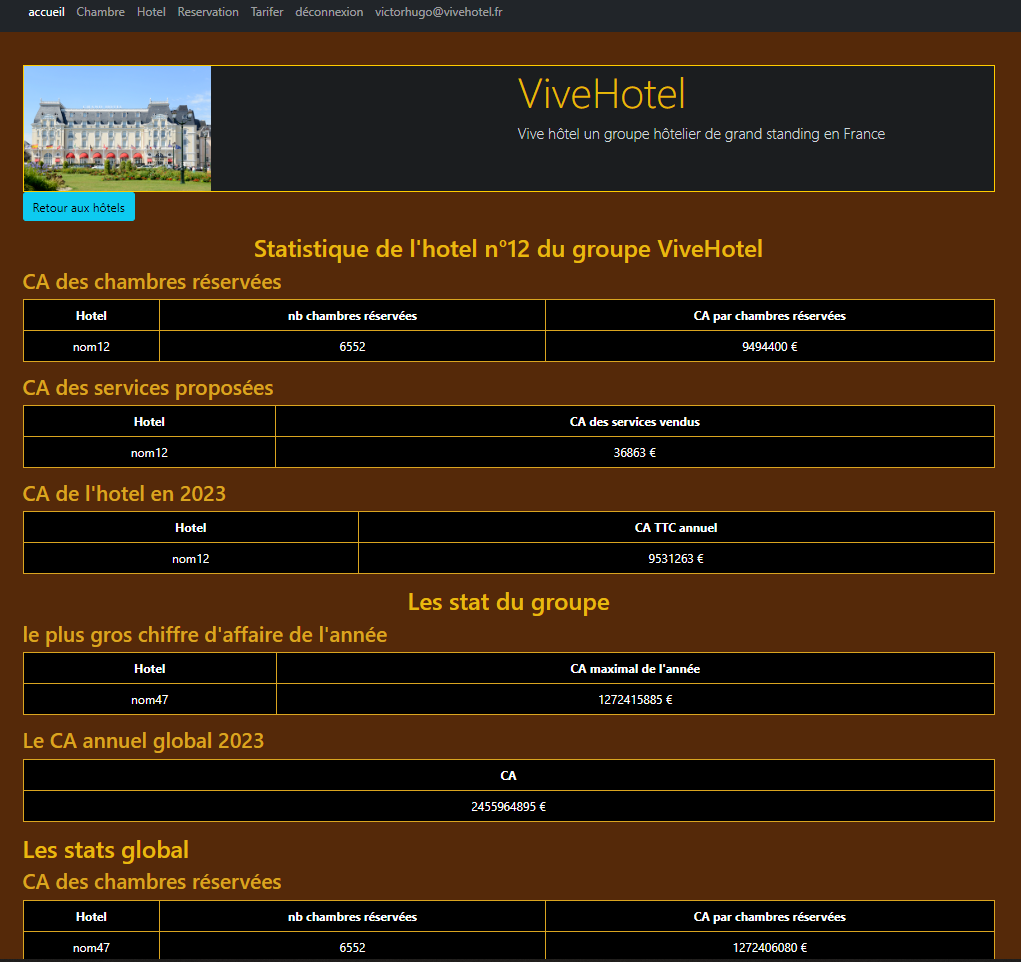 accueil Chambre Hotel Reservation Tarifer déconnexion victorhugo@vivehotel.fr
ViveHotel
Vive hôtel un groupe hôtelier de grand standing en France
Retour aux hôtels
Statistique de l'hotel n°12 du groupe ViveHotel
CA des chambres réservées
Hotel nb chambres réservées CA par chambres réservées
nom12 6552 9494400 €
CA des services proposées
Hotel CA des services vendus
nom12 36863 €
CA de l'hotel en 2023
Hotel CA TTC annuel
nom12 9531263 €
Les stat du groupe
le plus gros chiffre d'affaire de l'année
Hotel CA maximal de l'année
nom47 1272415885 €
Le CA annuel global 2023
CA
2455964895 €
Les stats global
CA des chambres réservées
Hotel nb chambres réservées CA par chambres réservées
nom47 6552 1272406080 €